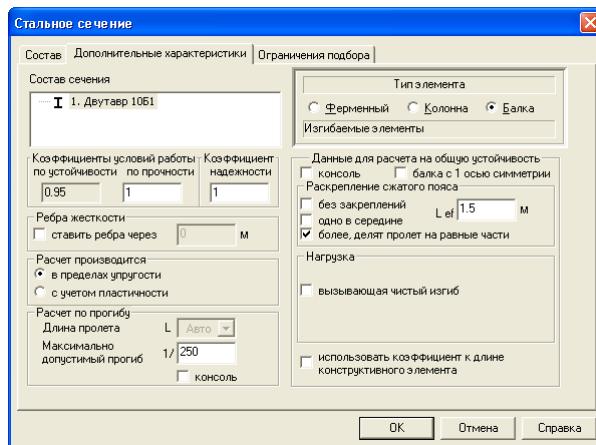 Стальное сечение
Состав
Дополнительные характеристики
Ограничения подбора
Состав сечения
1. Двутавр 10Б1
Тип элемента
Ферменный
Колонна
Балка
Изгибаемые элементы
Коэффициенты условий работы
по устойчивости
по прочности
0.95
1
Коэффициент
надежности
1
Ребра жесткости
ставить ребра через
0
м
Расчет производится
в пределах упругости
с учетом пластичности
Расчет по прогибу
Длина пролета
L
Авто
Максимально
допустимый прогиб
1/
250
консоль
Данные для расчета на общую устойчивость
консоль
балка с 1 осью симметрии
Раскрепление сжатого пояса
без закреплений
одно в середине
более, делят пролет на равные части
L ef
1.5
м
Нагрузка
вызывающая чистый изгиб
использовать коэффициент к длине
конструктивного элемента
OK
Отмена
Справка